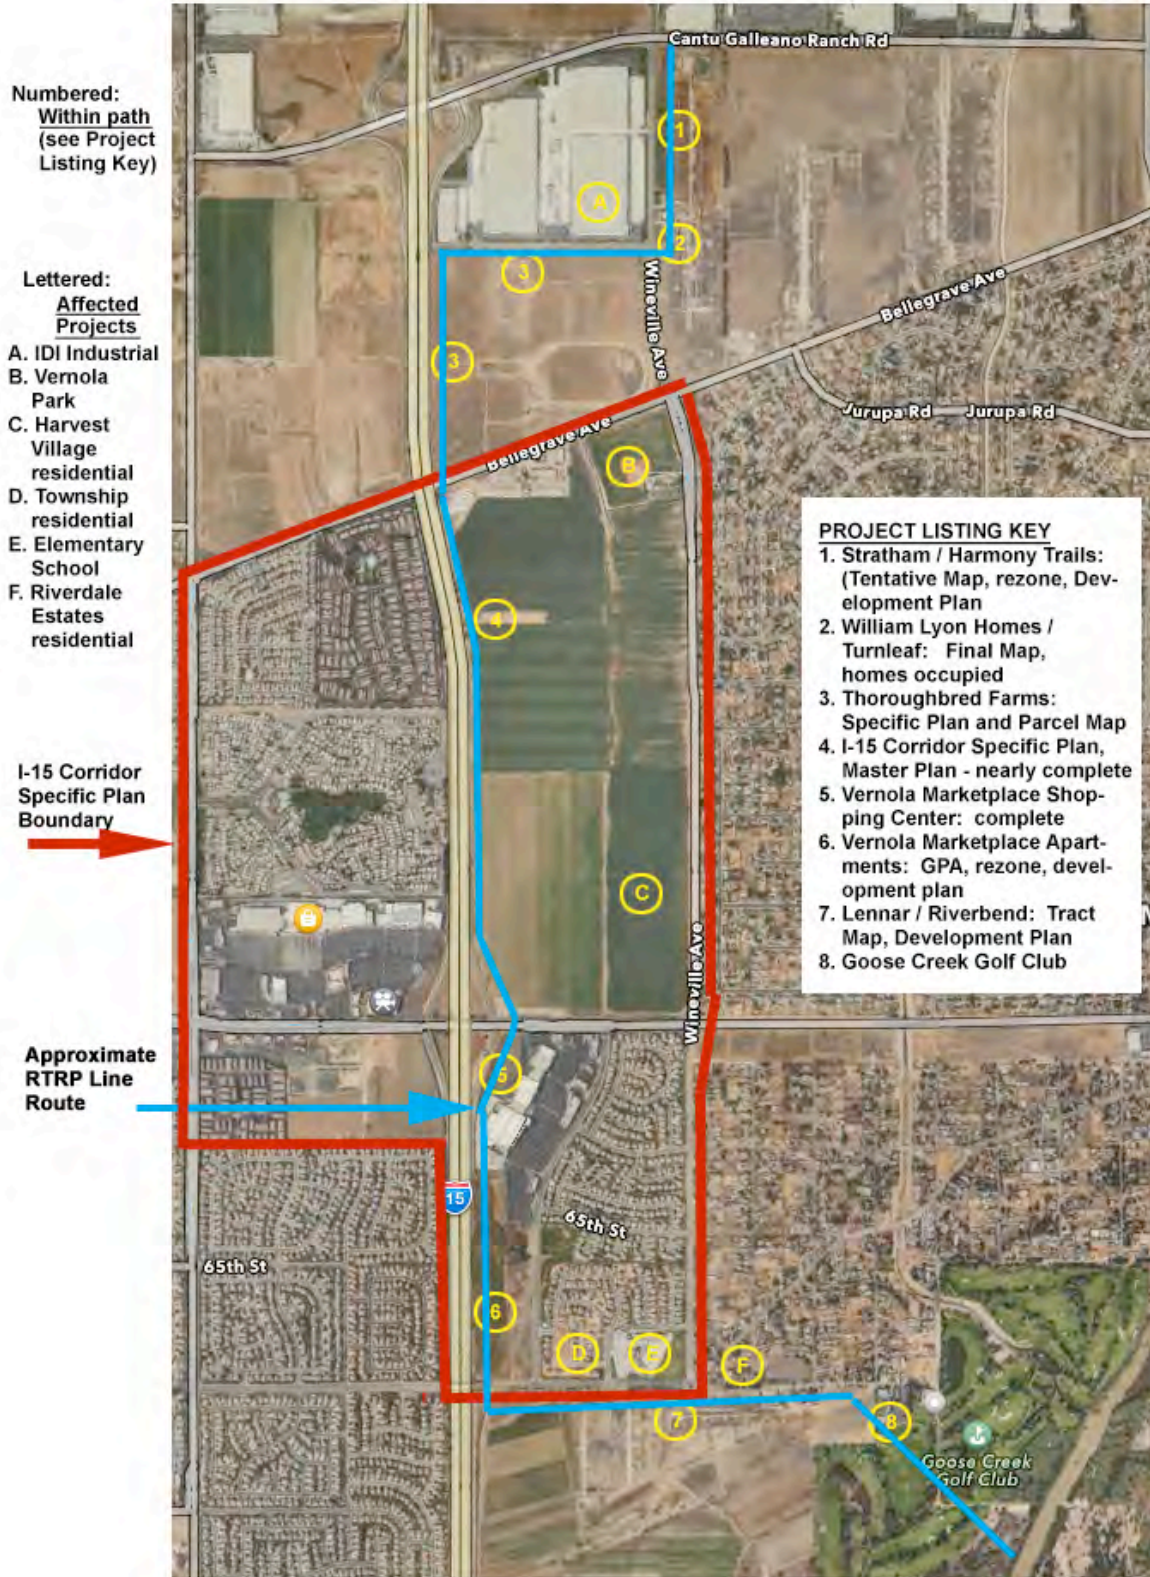 Cantu Galleano Ranch Rd
Numbered:
Within path
(see Project
Listing Key)
1
A
2
3
Wineville Ave
Bellegrave Ave
Lettered:
Affected
Projects
A. IDI Industrial
B. Vernola
Park
C. Harvest
Village
residential
D. Township
residential
E. Elementary
School
F. Riverdale
Estates
residential
3
Jurupa Rd
Jurupa Rd
Bellegrave Ave
B
4
PROJECT LISTING KEY
1. Stratham / Harmony Trails:
(Tentative Map, rezone, Dev-
elopment Plan
2. William Lyon Homes /
Turnleaf: Final Map,
homes occupied
3. Thoroughbred Farms:
Specific Plan and Parcel Map
4. I-15 Corridor Specific Plan,
Master Plan - nearly complete
5. Vernola Marketplace Shop-
ping Center: complete
6. Vernola Marketplace Apart-
ments: GPA, rezone, devel-
opment plan
7. Lennar / Riverbend: Tract
Map, Development Plan
8. Goose Creek Golf Club
I-15 Corridor
Specific Plan
Boundary
C
Wineville Ave
Approximate
RTRP Line
Route
5
15
65th St
65th St
6
D
E
F
7
8
Goose Creek
Golf Club